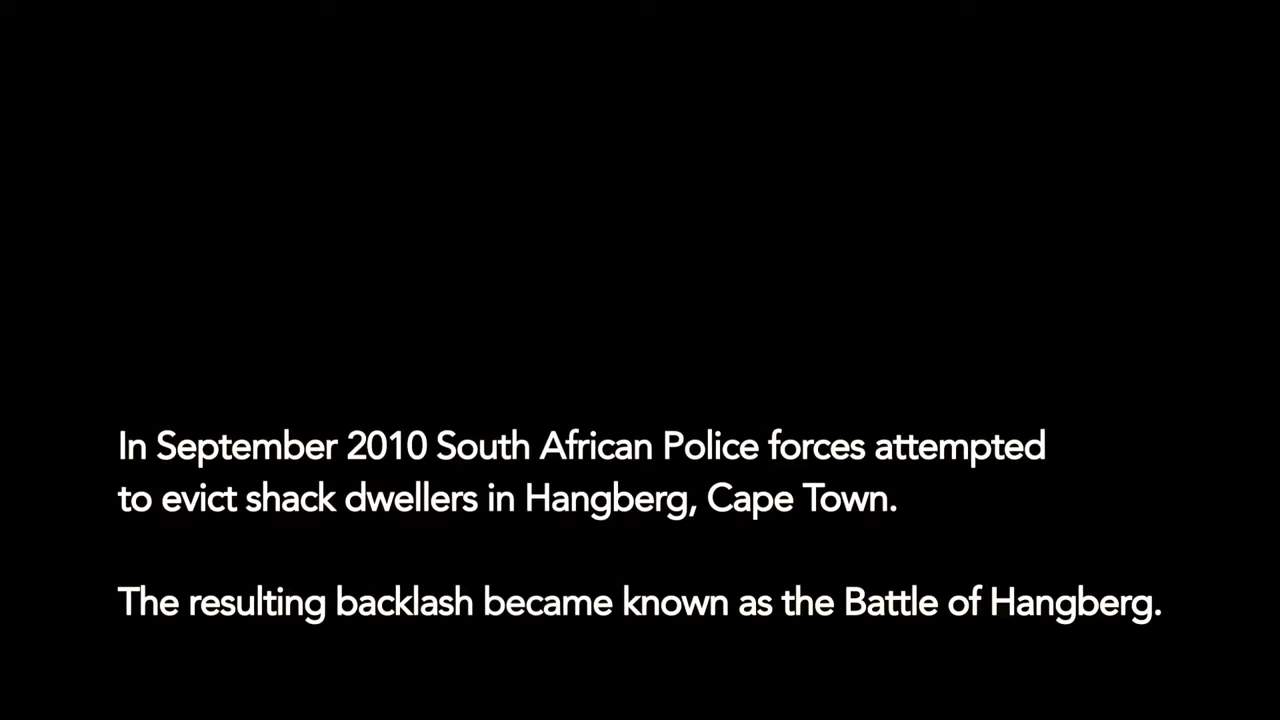 In September 2010 South African Police forces attempted
to evict shack dwellers in Hangberg, Cape Town.
The resulting backlash became known as the Battle of Hangberg.